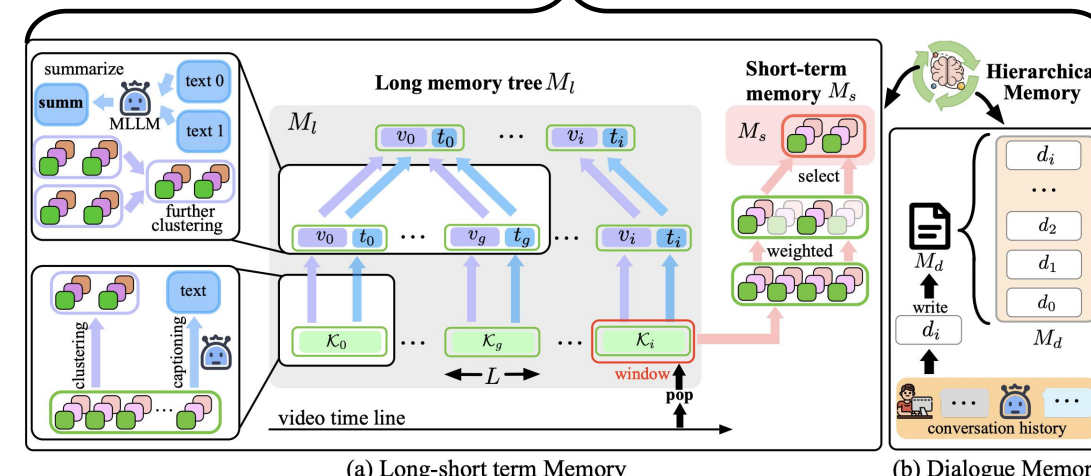 summarize
text 0
summ
MLLM
text 1
further
clustering
text
clustering
captioning
Long memory tree M_l
M_l
v_0 t_0 ... v_i t_i
v_0 t_0 ... v_g t_g ... v_i t_i
K_0 ... K_g ... K_i
L
window
pop
video time line
Short-term
memory M_s
M_s
select
weighted
(a) Long-short term Memory
Hierarchica
Memory
d_i
...
d_2
d_1
d_0
M_d
M_d
write
d_i
... ...
conversation history
(b) Dialogue Memor